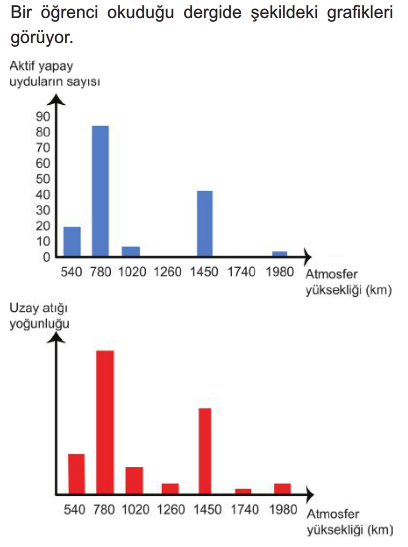 Bir öğrenci okuduğu dergide şekildeki grafikleri
görüyor.
Aktif yapay
uyduların sayısı
90
80
70
60
50
40
30
20
10
0
540 780 1020 1260 1450 1740 1980
Atmosfer
yüksekliği (km)
Uzay atığı
yoğunluğu
540 780 1020 1260 1450 1740 1980
Atmosfer
yüksekliği (km)